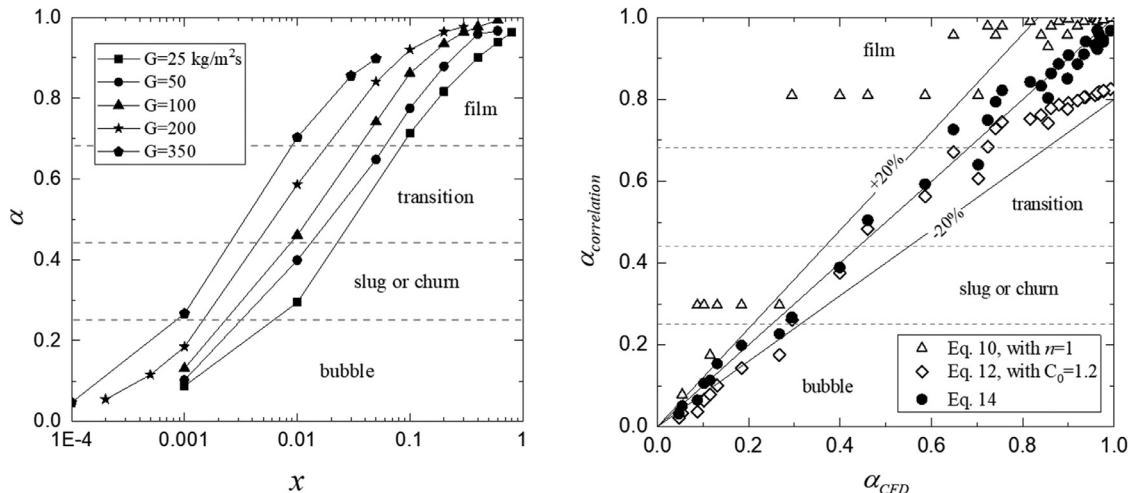 1.0
0.8
0.6
0.4
0.2
0.0
α
G=25 kg/m²s
G=50
G=100
G=200
G=350
film
transition
slug or churn
bubble
1E-4 0.001 0.01 0.1 1
x
1.0
0.8
0.6
0.4
0.2
0.0
α_correlation
film
+20%
-20%
transition
slug or churn
bubble
Eq. 10, with n=1
Eq. 12, with C₀=1.2
Eq. 14
0.0 0.2 0.4 0.6 0.8 1.0
α_CFD